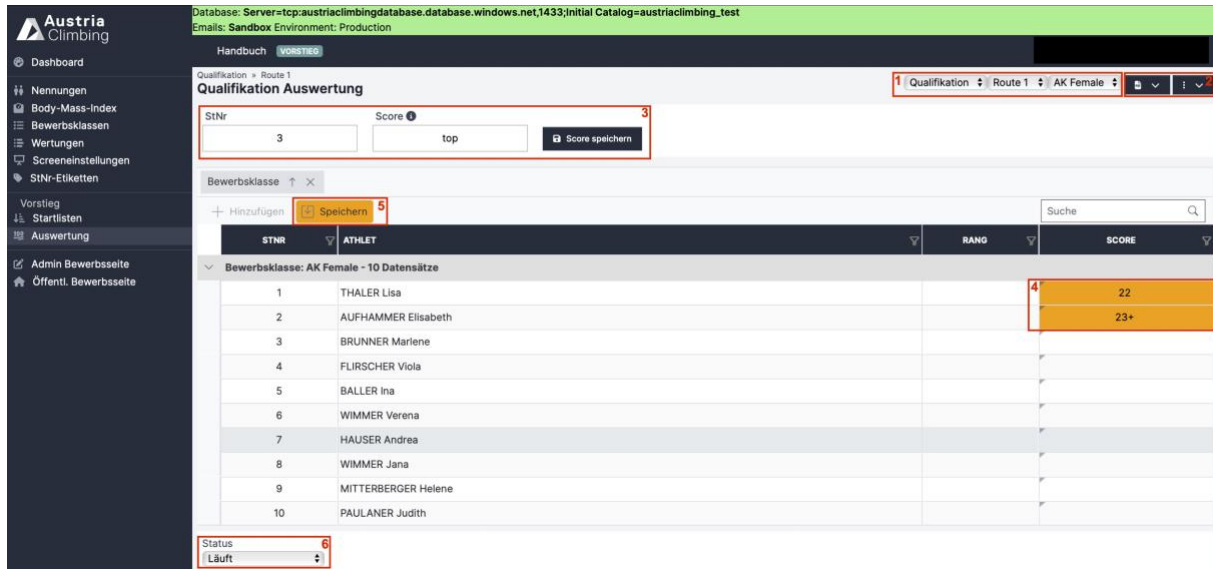 Austria
Climbing
Dashboard
Nennungen
Body-Mass-Index
Bewerbsklassen
Wertungen
Screeneinstellungen
StNr-Etiketten
Vorstieg
Startlisten
Auswertung
Admin Bewerbsseite
Öffentl. Bewerbsseite
Database: Server=tcp:austriaclimbingdatabase.database.windows.net,1433;Initial Catalog=austriaclimbing_test
Emails: Sandbox Environment: Production
Handbuch VORSTIEG
Qualifikation » Route 1
Qualifikation Auswertung
1 Qualifikation Route 1 AK Female 2
StNr Score 3
3 top Score speichern
Bewerbsklasse ↑ ×
+ Hinzufügen Speichern 5 Suche
STNR ATHLET RANG SCORE
Bewerbsklasse: AK Female - 10 Datensätze
1 THALER Lisa 4 22
2 AUFHAMMER Elisabeth 23+
3 BRUNNER Marlene
4 FLIRSCHER Viola
5 BALLER Ina
6 WIMMER Verena
7 HAUSER Andrea
8 WIMMER Jana
9 MITTERBERGER Helene
10 PAULANER Judith
Status 6
Läuft